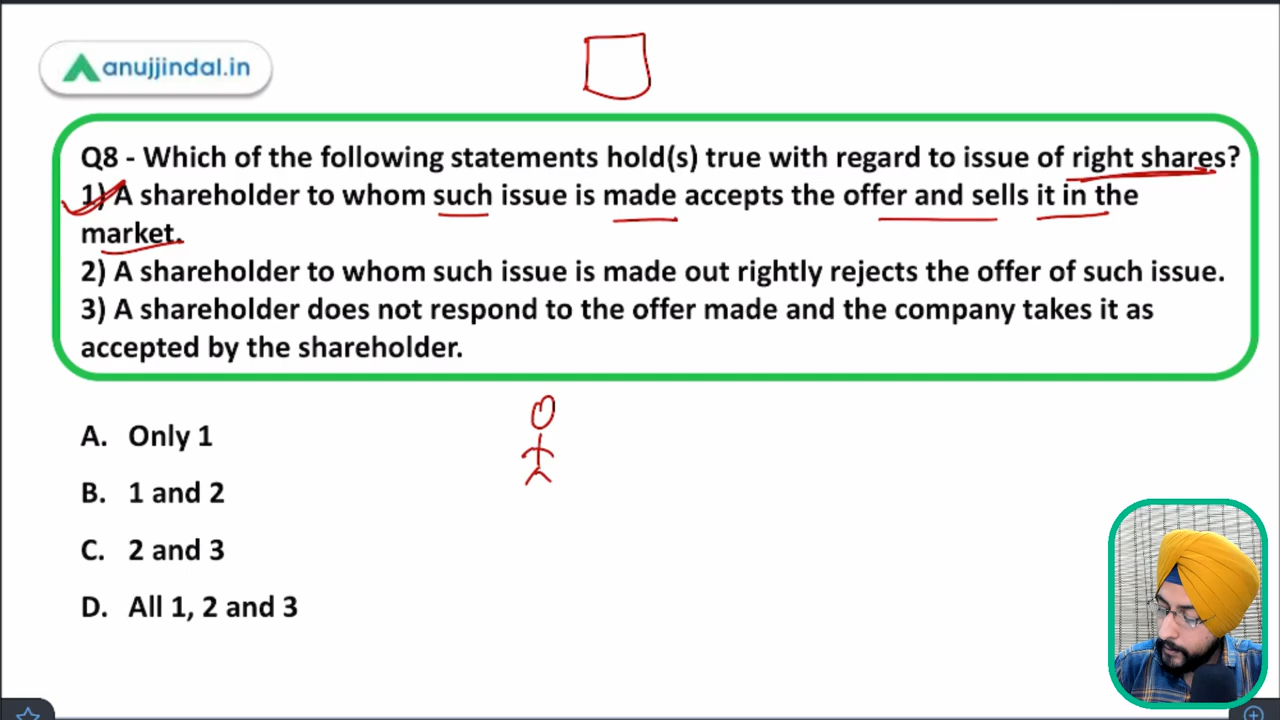 anujjindal.in
Q8 - Which of the following statements hold(s) true with regard to issue of right shares?
1) A shareholder to whom such issue is made accepts the offer and sells it in the
market.
2) A shareholder to whom such issue is made out rightly rejects the offer of such issue.
3) A shareholder does not respond to the offer made and the company takes it as
accepted by the shareholder.
A. Only 1
B. 1 and 2
C. 2 and 3
D. All 1, 2 and 3